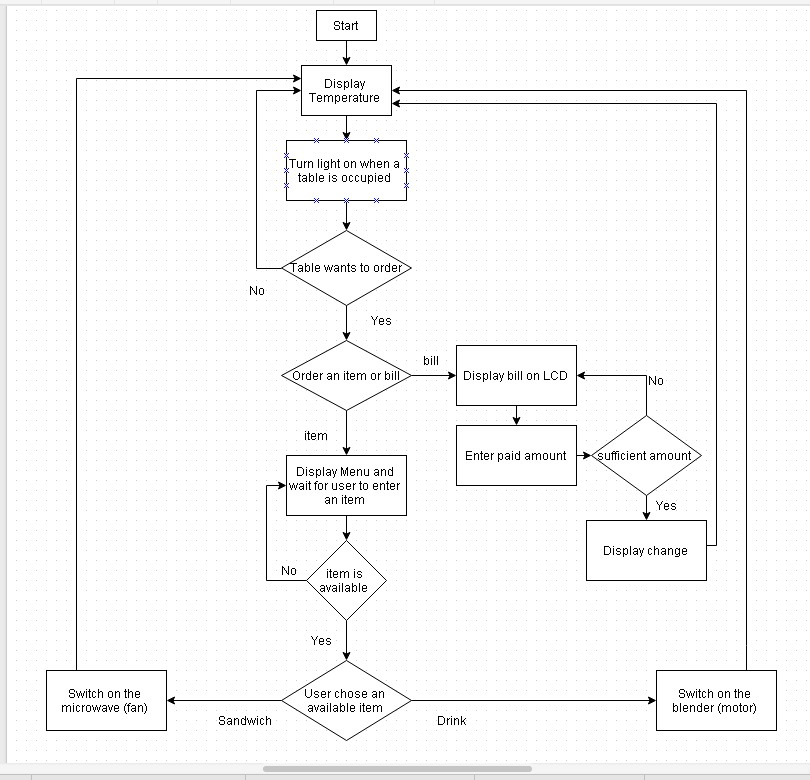 Start
Display
Temperature
Turn light on when a
table is occupied
Table wants to order
No
Yes
Order an item or bill
bill
Display bill on LCD
No
item
Enter paid amount
sufficient amount
Display Menu and
wait for user to enter
an item
Yes
Display change
No
item is
available
Yes
Switch on the
microwave (fan)
User chose an
available item
Switch on the
blender (motor)
Sandwich
Drink